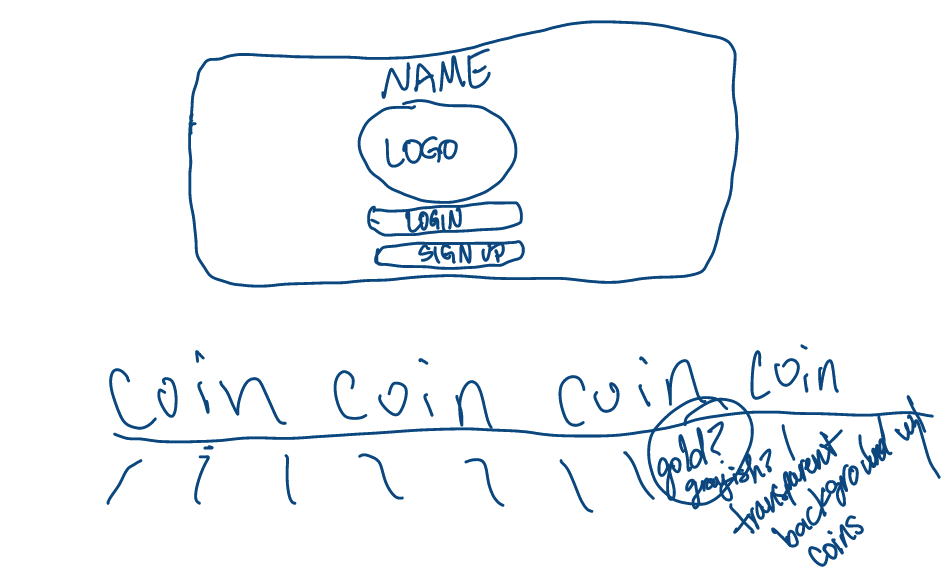 NAME
LOGO
LOGIN
SIGN UP
coin coin coin coin
gold?
grayish?
transparent
background w/
coins